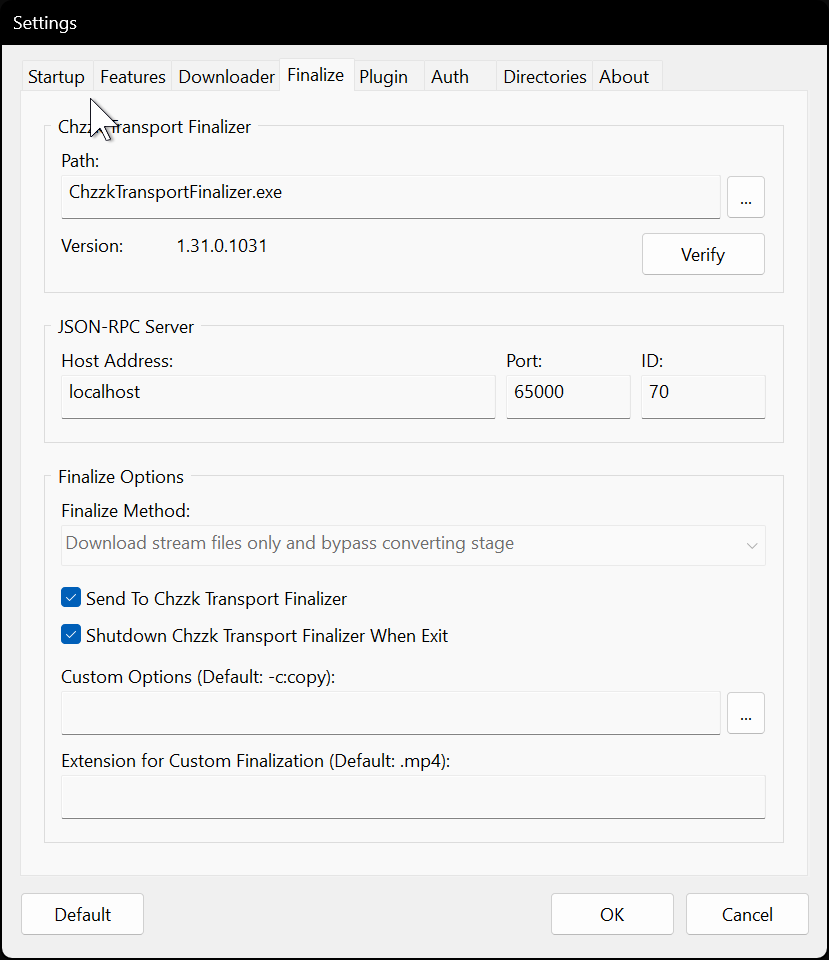 Settings
Startup Features Downloader Finalize Plugin Auth Directories About
Chzzk Transport Finalizer
Path:
ChzzkTransportFinalizer.exe ...
Version: 1.31.0.1031
Verify
JSON-RPC Server
Host Address: Port: ID:
localhost 65000 70
Finalize Options
Finalize Method:
Download stream files only and bypass converting stage
Send To Chzzk Transport Finalizer
Shutdown Chzzk Transport Finalizer When Exit
Custom Options (Default: -c:copy):
...
Extension for Custom Finalization (Default: .mp4):
Default OK Cancel